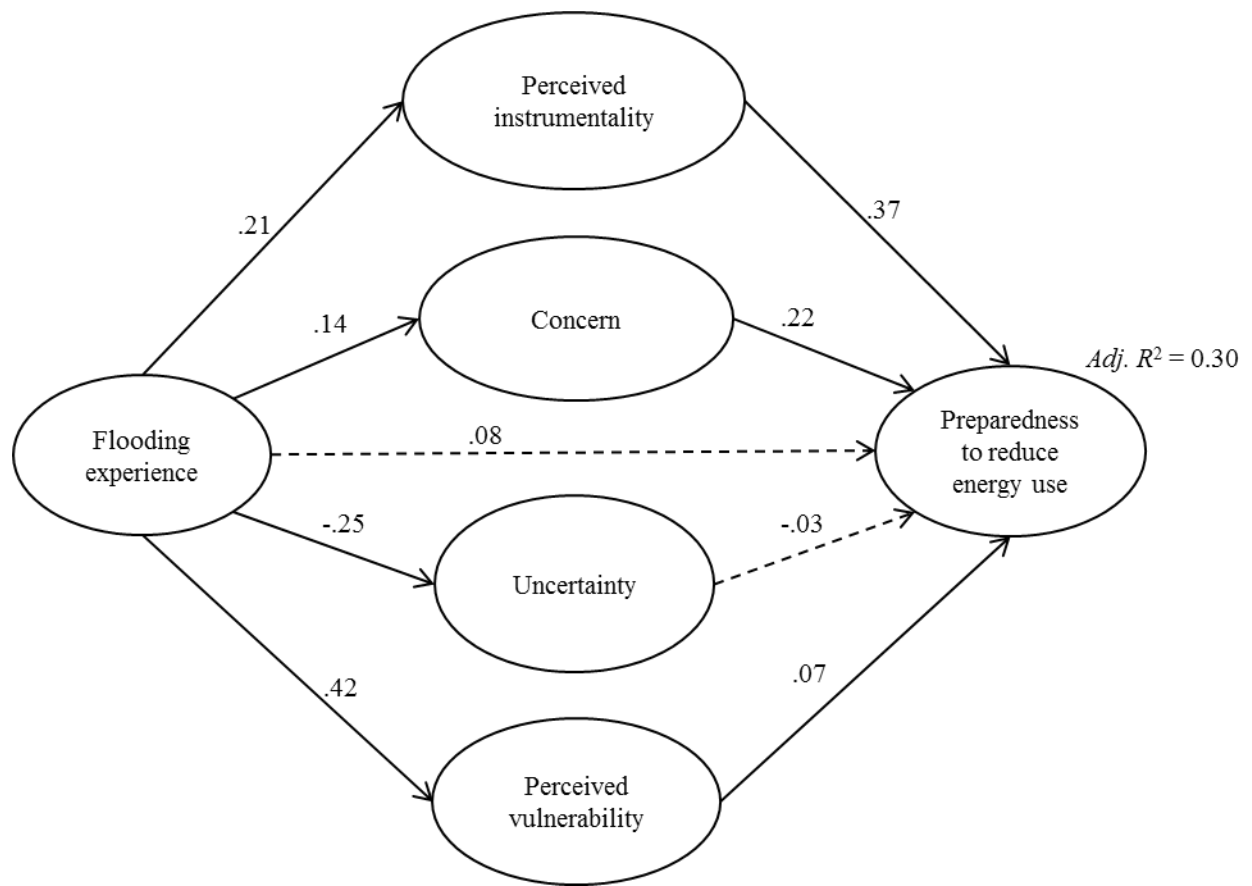 Perceived
instrumentality
.21
.37
Concern
.14
.22
Adj. R² = 0.30
Flooding
experience
.08
Preparedness
to reduce
energy use
-.25
-.03
Uncertainty
.42
.07
Perceived
vulnerability